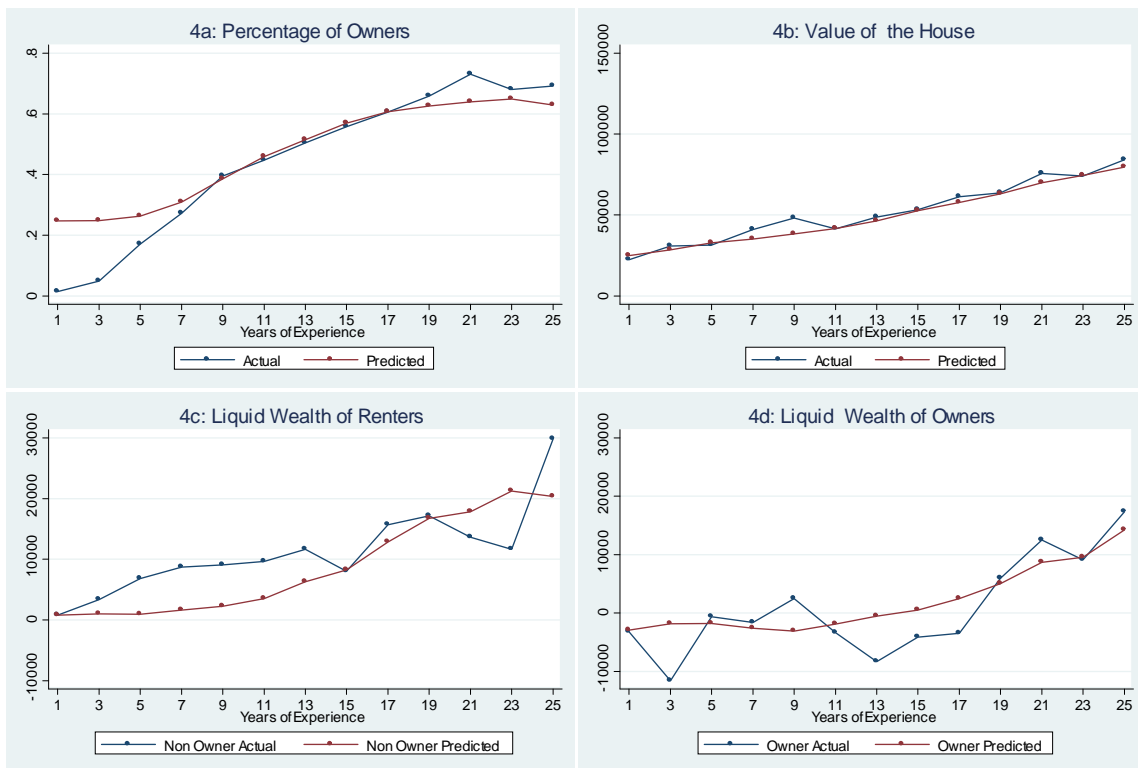 4a: Percentage of Owners
.8
.6
.4
.2
0
1 3 5 7 9 11 13 15 17 19 21 23 25
Years of Experience
Actual Predicted
4b: Value of the House
150000
100000
50000
0
1 3 5 7 9 11 13 15 17 19 21 23 25
Years of Experience
Actual Predicted
4c: Liquid Wealth of Renters
30000
20000
10000
0
-10000
1 3 5 7 9 11 13 15 17 19 21 23 25
Years of Experience
Non Owner Actual Non Owner Predicted
4d: Liquid Wealth of Owners
30000
20000
10000
0
-10000
1 3 5 7 9 11 13 15 17 19 21 23 25
Years of Experience
Owner Actual Owner Predicted